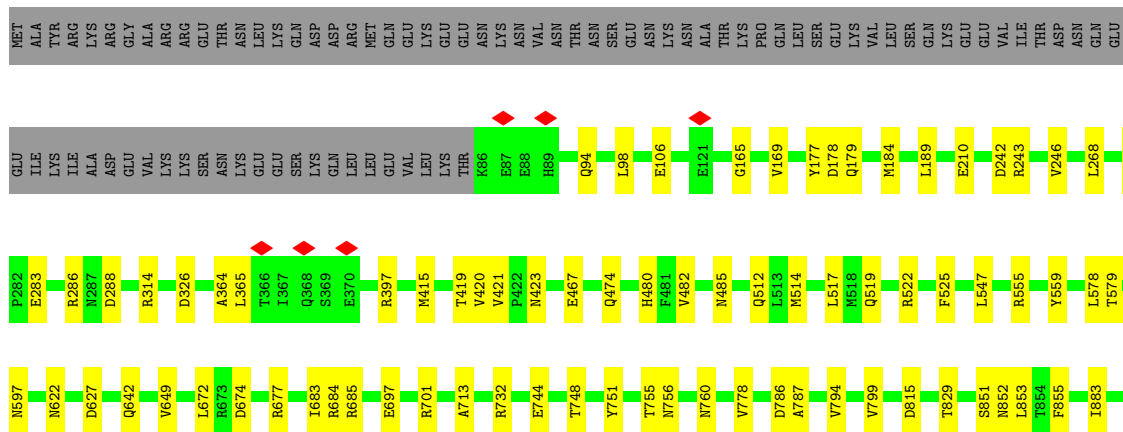 MET ALA TYR ARG LYS ARG GLY ALA ARG ARG GLU THR ASN LEU LYS GLN ASP ASP ARG MET GLN GLU LYS GLU GLU ASN LYS ASN VAL ASN THR ASN SER GLU ASN LYS ASN ALA THR LYS PRO GLN LEU SER GLU LYS VAL LEU SER GLN LYS GLU GLU VAL ILE THR ASP ASN GLN GLU
GLU ILE LYS ILE ALA ASP GLU VAL LYS LYS SER ASN LYS GLU GLU SER LYS GLN LEU LEU GLU VAL LEU LYS THR K86 E87 E88 H89 Q94 L98 E106 E121 G165 V169 Y177 D178 Q179 M184 L189 E210 D242 R243 V246 L268
P282 E283 R286 N287 D288 R314 D326 A364 L365 T366 I367 Q368 S369 E370 R397 M415 T419 V420 V421 P422 N423 E467 Q474 H480 F481 V482 N485 Q512 L513 M514 L517 M518 Q519 R522 F525 L547 R555 Y559 L578 T579
N597 N622 D627 Q642 V649 L672 R673 D674 R677 I683 R684 R685 E697 R701 A713 R732 E744 T748 Y751 T755 N756 N760 V778 D786 A787 V794 V799 D815 T829 S851 N852 L853 T854 F855 I883